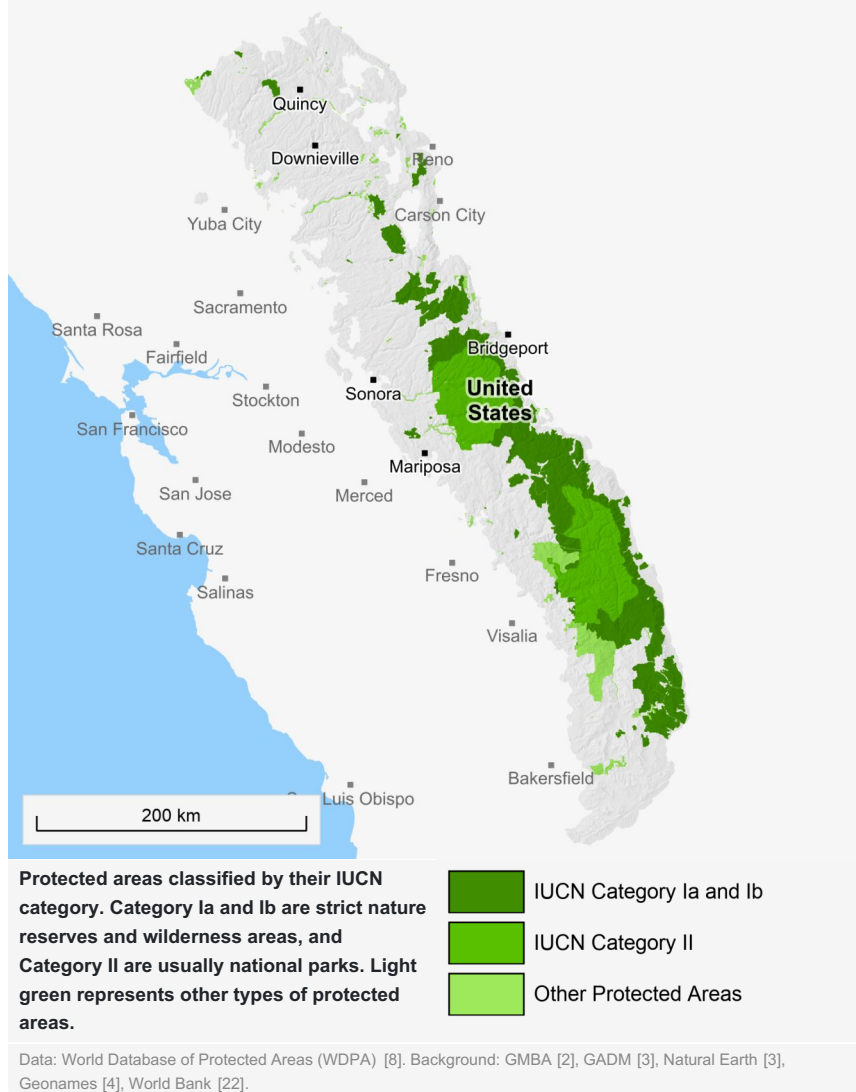 Quincy
Downieville
Reno
Yuba City
Carson City
Sacramento
Santa Rosa
Bridgeport
Fairfield
Sonora
United
States
Stockton
San Francisco
Modesto
Mariposa
San Jose
Merced
Santa Cruz
Fresno
Salinas
Visalia
Bakersfield
Luis Obispo
200 km
Protected areas classified by their IUCN
category. Category Ia and Ib are strict nature
reserves and wilderness areas, and
Category II are usually national parks. Light
green represents other types of protected
areas.
IUCN Category Ia and Ib
IUCN Category II
Other Protected Areas
Data: World Database of Protected Areas (WDPA) [8]. Background: GMBA [2], GADM [3], Natural Earth [3],
Geonames [4], World Bank [22].